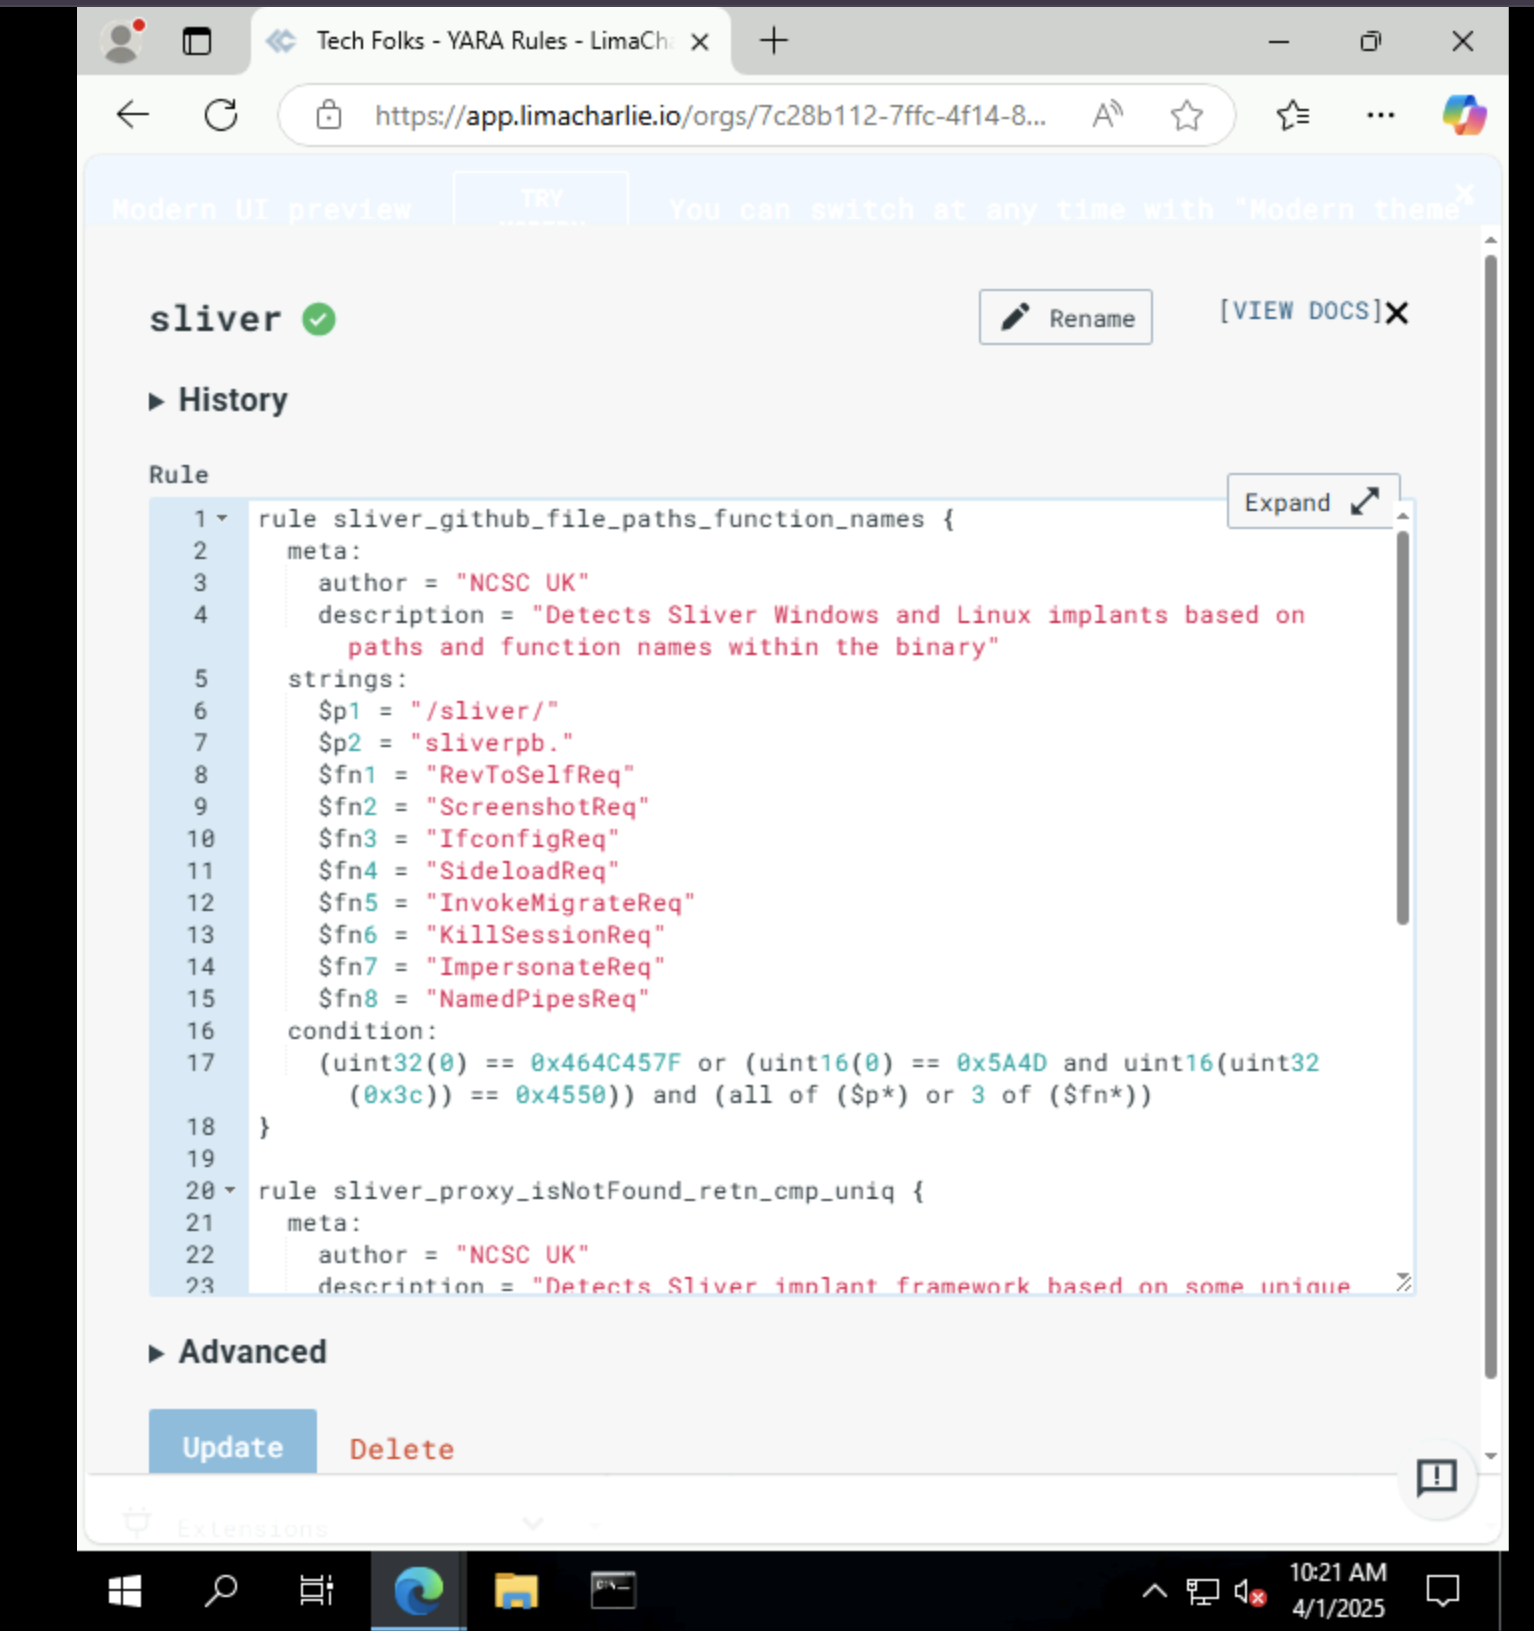 Tech Folks - YARA Rules - LimaCh
https://app.limacharlie.io/orgs/7c28b112-7ffc-4f14-8...
Modern UI preview
TRY
You can switch at any time with "Modern theme"
sliver
Rename
[VIEW DOCS]
History
Rule
Expand
1 rule sliver_github_file_paths_function_names {
2 meta:
3 author = "NCSC UK"
4 description = "Detects Sliver Windows and Linux implants based on
paths and function names within the binary"
5 strings:
6 $p1 = "/sliver/"
7 $p2 = "sliverpb."
8 $fn1 = "RevToSelfReq"
9 $fn2 = "ScreenshotReq"
10 $fn3 = "IfconfigReq"
11 $fn4 = "SideloadReq"
12 $fn5 = "InvokeMigrateReq"
13 $fn6 = "KillSessionReq"
14 $fn7 = "ImpersonateReq"
15 $fn8 = "NamedPipesReq"
16 condition:
17 (uint32(0) == 0x464C457F or (uint16(0) == 0x5A4D and uint16(uint32
(0x3c)) == 0x4550)) and (all of ($p*) or 3 of ($fn*))
18 }
19
20 rule sliver_proxy_isNotFound_retn_cmp_uniq {
21 meta:
22 author = "NCSC UK"
23 description = "Detects Sliver implant framework based on some unique
Advanced
Update
Delete
Extensions
10:21 AM
4/1/2025